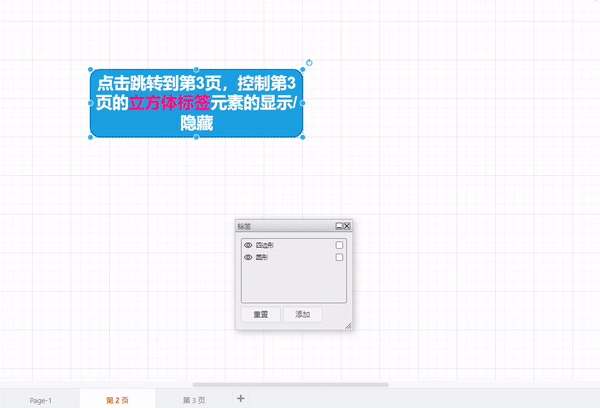 点击跳转到第3页，控制第3
页的立方体标签元素的显示/
隐藏
标签
四边形
圆形
重置 添加
Page-1 第 2 页 第 3 页